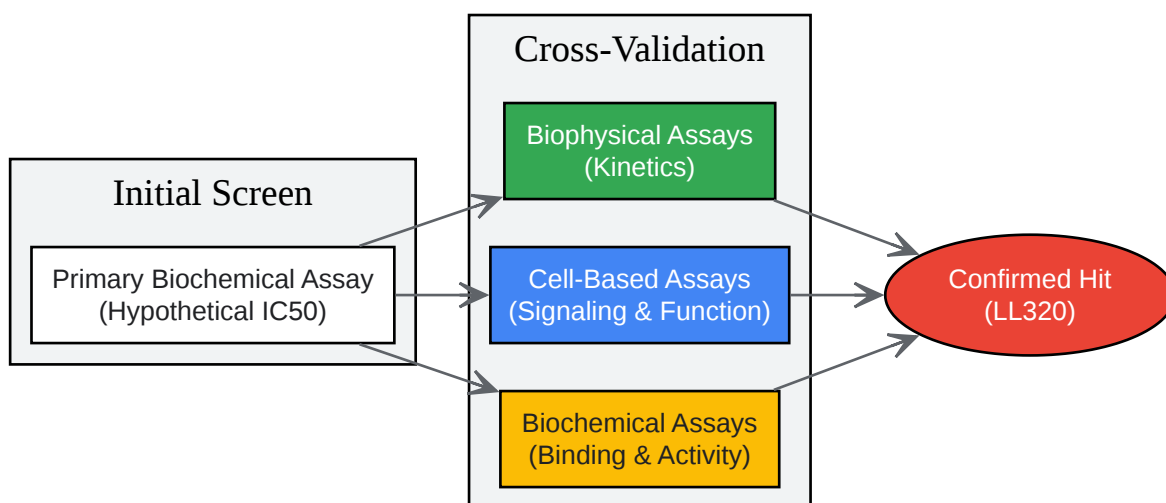 Initial Screen
Primary Biochemical Assay
(Hypothetical IC50)
Cross-Validation
Biophysical Assays
(Kinetics)
Cell-Based Assays
(Signaling & Function)
Biochemical Assays
(Binding & Activity)
Confirmed Hit
(LL320)